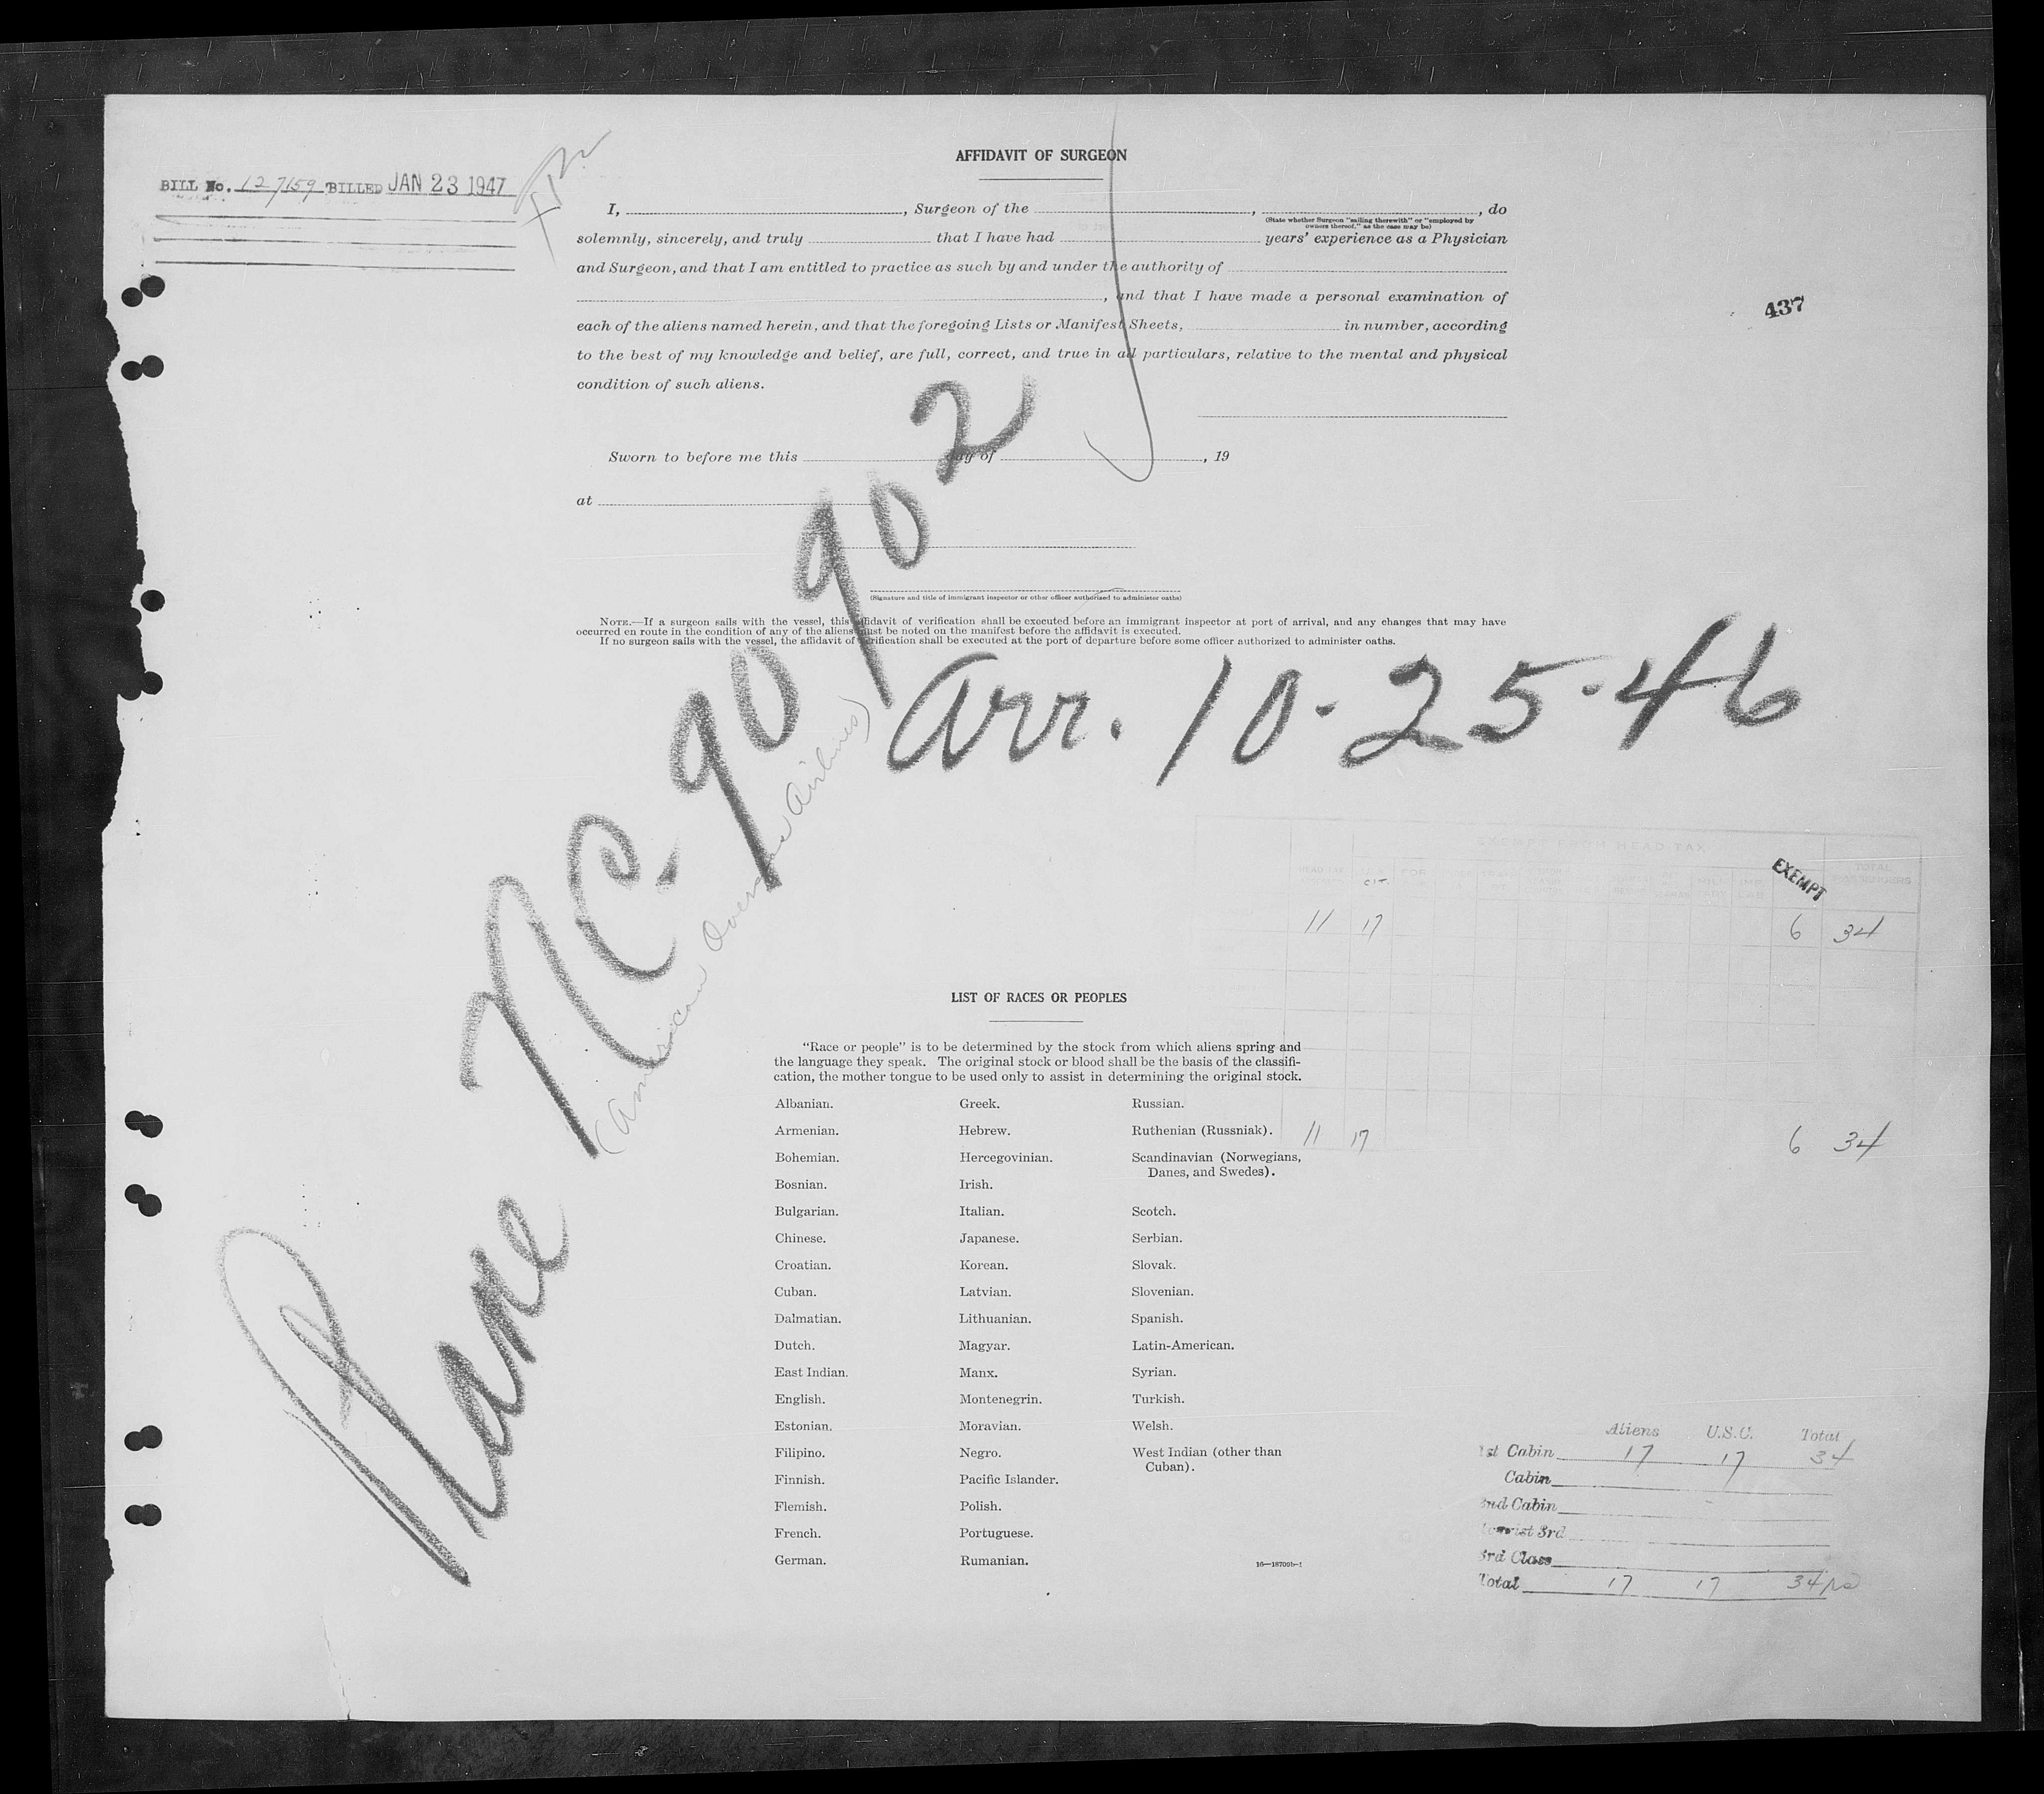 AFFIDAVIT OF SURGEON
BILL No. 127159 BILLED JAN 23 1947
I, , Surgeon of the , , do
(State whether Surgeon "sailing therewith" or "employed by
owners thereof," as the case may be)
solemnly, sincerely, and truly that I have had years' experience as a Physician
and Surgeon, and that I am entitled to practice as such by and under the authority of
, and that I have made a personal examination of
437
each of the aliens named herein, and that the foregoing Lists or Manifest Sheets, in number, according
to the best of my knowledge and belief, are full, correct, and true in all particulars, relative to the mental and physical
condition of such aliens.
Sworn to before me this day of , 19
at
(Signature and title of immigrant inspector or other officer authorized to administer oaths)
NOTE.—If a surgeon sails with the vessel, this affidavit of verification shall be executed before an immigrant inspector at port of arrival, and any changes that may have
occurred en route in the condition of any of the aliens must be noted on the manifest before the affidavit is executed.
If no surgeon sails with the vessel, the affidavit of verification shall be executed at the port of departure before some officer authorized to administer oaths.
Plane NC-90902
(American Overseas Airlines)
Arr. 10-25-46
EXEMPT FROM HEAD TAX
HEAD TAX CIT. FOR EXEMPT TOTAL
11 17 6 34
11 17 6 34
LIST OF RACES OR PEOPLES
"Race or people" is to be determined by the stock from which aliens spring and
the language they speak. The original stock or blood shall be the basis of the classifi-
cation, the mother tongue to be used only to assist in determining the original stock.
Albanian.
Armenian.
Bohemian.
Bosnian.
Bulgarian.
Chinese.
Croatian.
Cuban.
Dalmatian.
Dutch.
East Indian.
English.
Estonian.
Filipino.
Finnish.
Flemish.
French.
German.
Greek.
Hebrew.
Hercegovinian.
Irish.
Italian.
Japanese.
Korean.
Latvian.
Lithuanian.
Magyar.
Manx.
Montenegrin.
Moravian.
Negro.
Pacific Islander.
Polish.
Portuguese.
Rumanian.
Russian.
Ruthenian (Russniak).
Scandinavian (Norwegians,
Danes, and Swedes).
Scotch.
Serbian.
Slovak.
Slovenian.
Spanish.
Latin-American.
Syrian.
Turkish.
Welsh.
West Indian (other than
Cuban).
16—18709b-1
Aliens U.S.C. Total
1st Cabin 17 17 34
Cabin
2nd Cabin
Tourist 3rd
3rd Class
Total 17 17 34